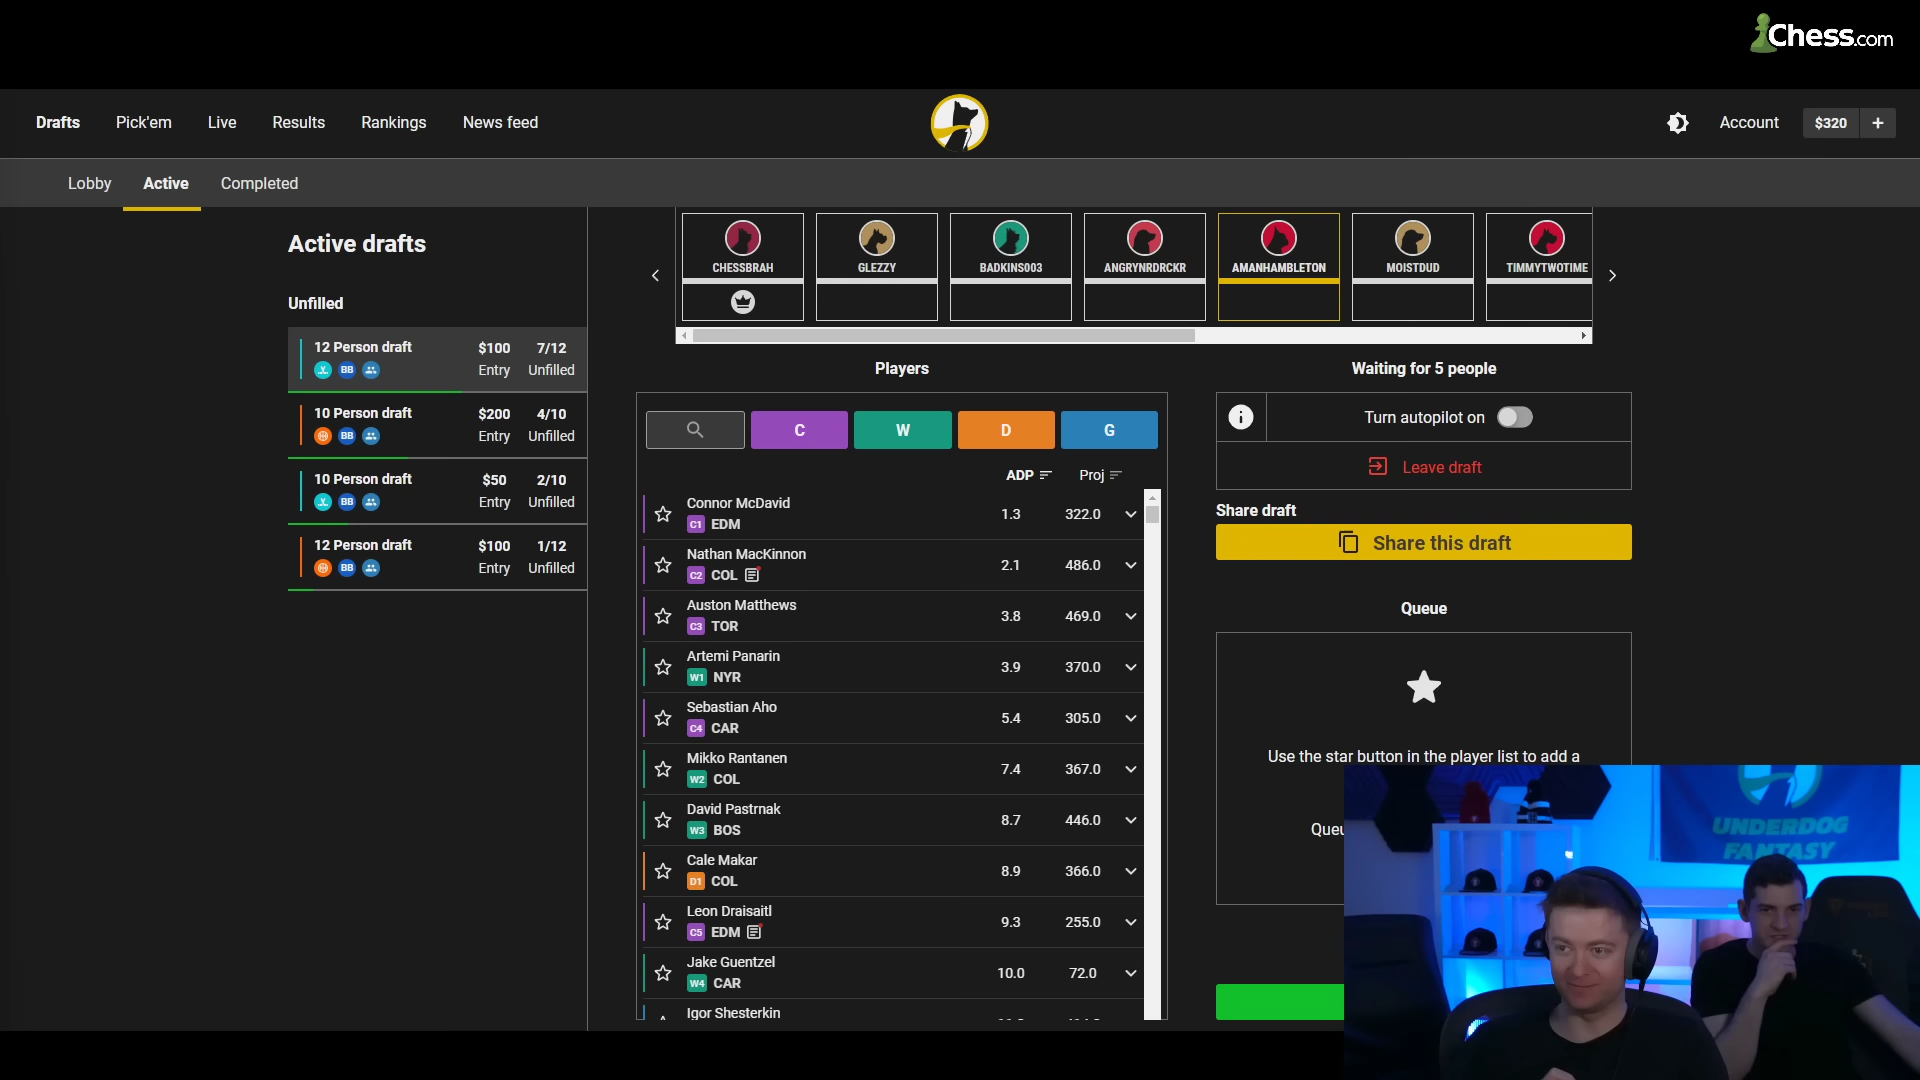 Chess.com
Drafts
Pick'em
Live
Results
Rankings
News feed
Account
$320
+
Lobby
Active
Completed
Active drafts
Unfilled
12 Person draft $100 7/12
BB Entry Unfilled
10 Person draft $200 4/10
BB Entry Unfilled
10 Person draft $50 2/10
BB Entry Unfilled
12 Person draft $100 1/12
BB Entry Unfilled
CHESSBRAH
GLEZZY
BADKINS003
ANGRYNRDRCKR
AMANHAMBLETON
MOISTDUD
TIMMYTWOTIME
Players
C W D G
ADP Proj
Connor McDavid
C1 EDM 1.3 322.0
Nathan MacKinnon
C2 COL 2.1 486.0
Auston Matthews
C3 TOR 3.8 469.0
Artemi Panarin
W1 NYR 3.9 370.0
Sebastian Aho
C4 CAR 5.4 305.0
Mikko Rantanen
W2 COL 7.4 367.0
David Pastrnak
W3 BOS 8.7 446.0
Cale Makar
D1 COL 8.9 366.0
Leon Draisaitl
C5 EDM 9.3 255.0
Jake Guentzel
W4 CAR 10.0 72.0
Igor Shesterkin
Waiting for 5 people
Turn autopilot on
Leave draft
Share draft
Share this draft
Queue
Use the star button in the player list to add a
UNDERDOG
FANTASY